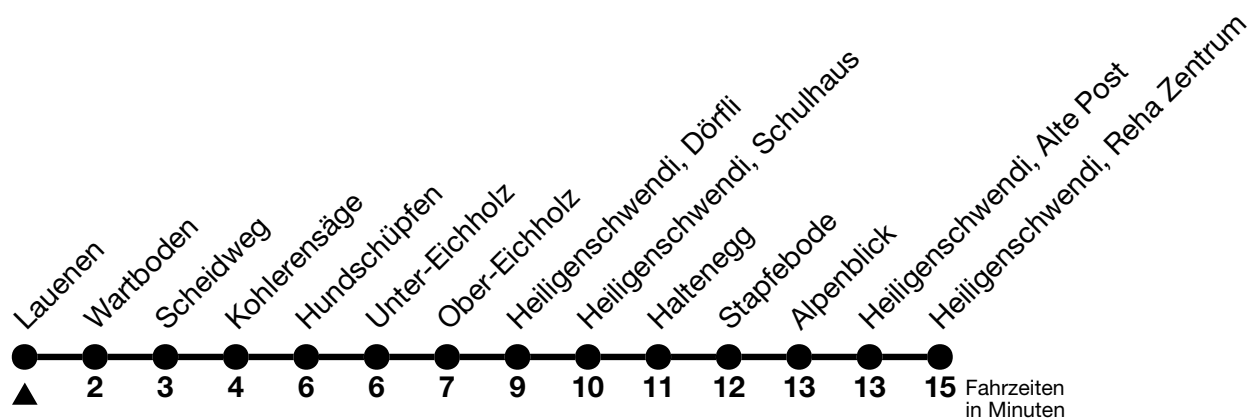 Lauenen
Wartboden
Scheidweg
Kohlerensäge
Hundschüpfen
Unter-Eichholz
Ober-Eichholz
Heiligenschwendi, Dörfli
Heiligenschwendi, Schulhaus
Haltenegg
Stapfebode
Alpenblick
Heiligenschwendi, Alte Post
Heiligenschwendi, Reha Zentrum
2 3 4 6 6 7 9 10 11 12 13 13 15 Fahrzeiten
in Minuten